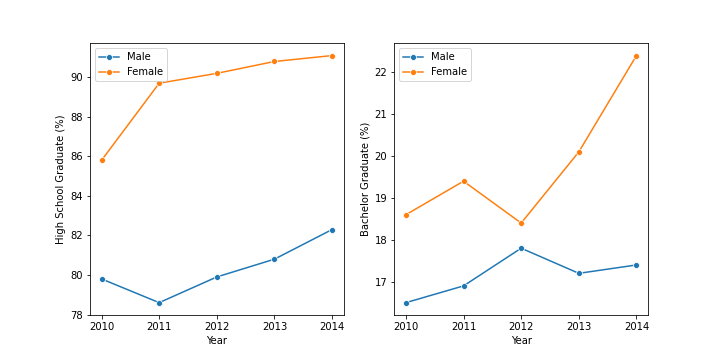 Male
Female
High School Graduate (%)
90
88
86
84
82
80
78
2010 2011 2012 2013 2014
Year
Male
Female
Bachelor Graduate (%)
22
21
20
19
18
17
2010 2011 2012 2013 2014
Year